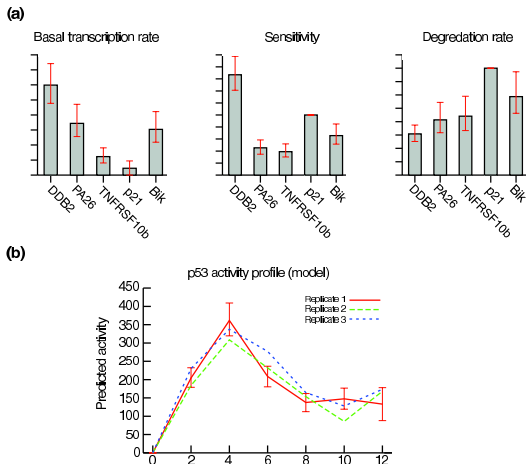 (a)
Basal transcription rate
Sensitivity
Degredation rate
DDB2
PA26
TNFRSF10b
p21
Bik
DDB2
PA26
TNFRSF10b
p21
Bik
DDB2
PA26
TNFRSF10b
p21
Bik
(b)
p53 activity profile (model)
Predicted activity
450
400
350
300
250
200
150
100
50
0
Replicate 1
Replicate 2
Replicate 3
0 2 4 6 8 10 12